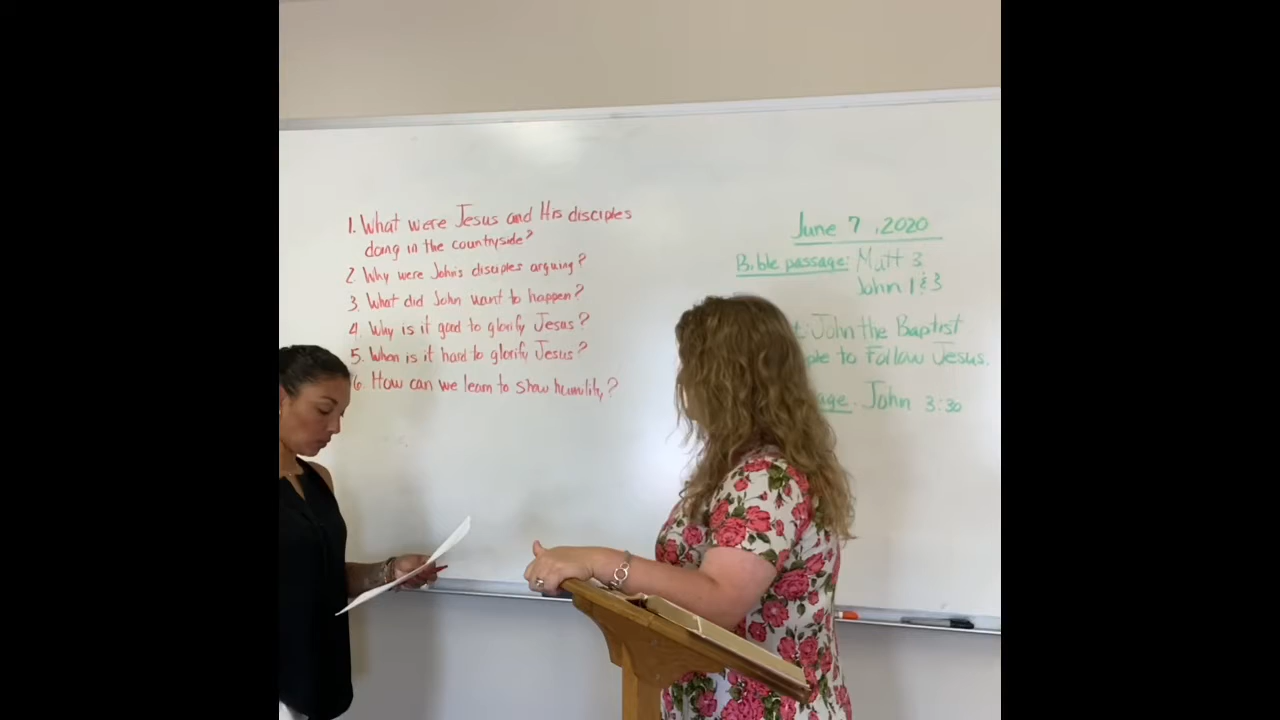 1. What were Jesus and His disciples
doing in the countryside?
2. Why were John's disciples arguing?
3. What did John want to happen?
4. Why is it good to glorify Jesus?
5. When is it hard to glorify Jesus?
6. How can we learn to show humility?
June 7, 2020
Bible passage: Matt 3
John 1 & 3
: John the Baptist
to Follow Jesus.
John 3:30